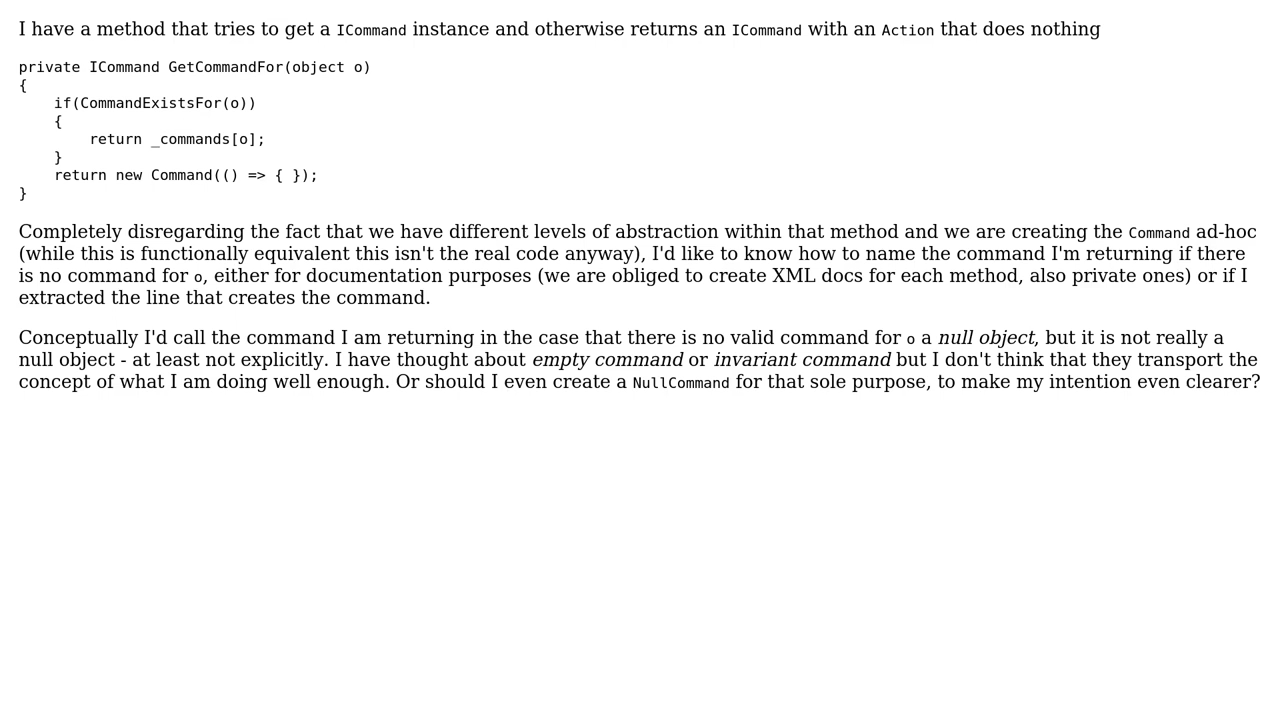 I have a method that tries to get a ICommand instance and otherwise returns an ICommand with an Action that does nothing
private ICommand GetCommandFor(object o)
{
    if(CommandExistsFor(o))
    {
        return _commands[o];
    }
    return new Command(() => { });
}
Completely disregarding the fact that we have different levels of abstraction within that method and we are creating the Command ad-hoc
(while this is functionally equivalent this isn't the real code anyway), I'd like to know how to name the command I'm returning if there
is no command for o, either for documentation purposes (we are obliged to create XML docs for each method, also private ones) or if I
extracted the line that creates the command.
Conceptually I'd call the command I am returning in the case that there is no valid command for o a null object, but it is not really a
null object - at least not explicitly. I have thought about empty command or invariant command but I don't think that they transport the
concept of what I am doing well enough. Or should I even create a NullCommand for that sole purpose, to make my intention even clearer?